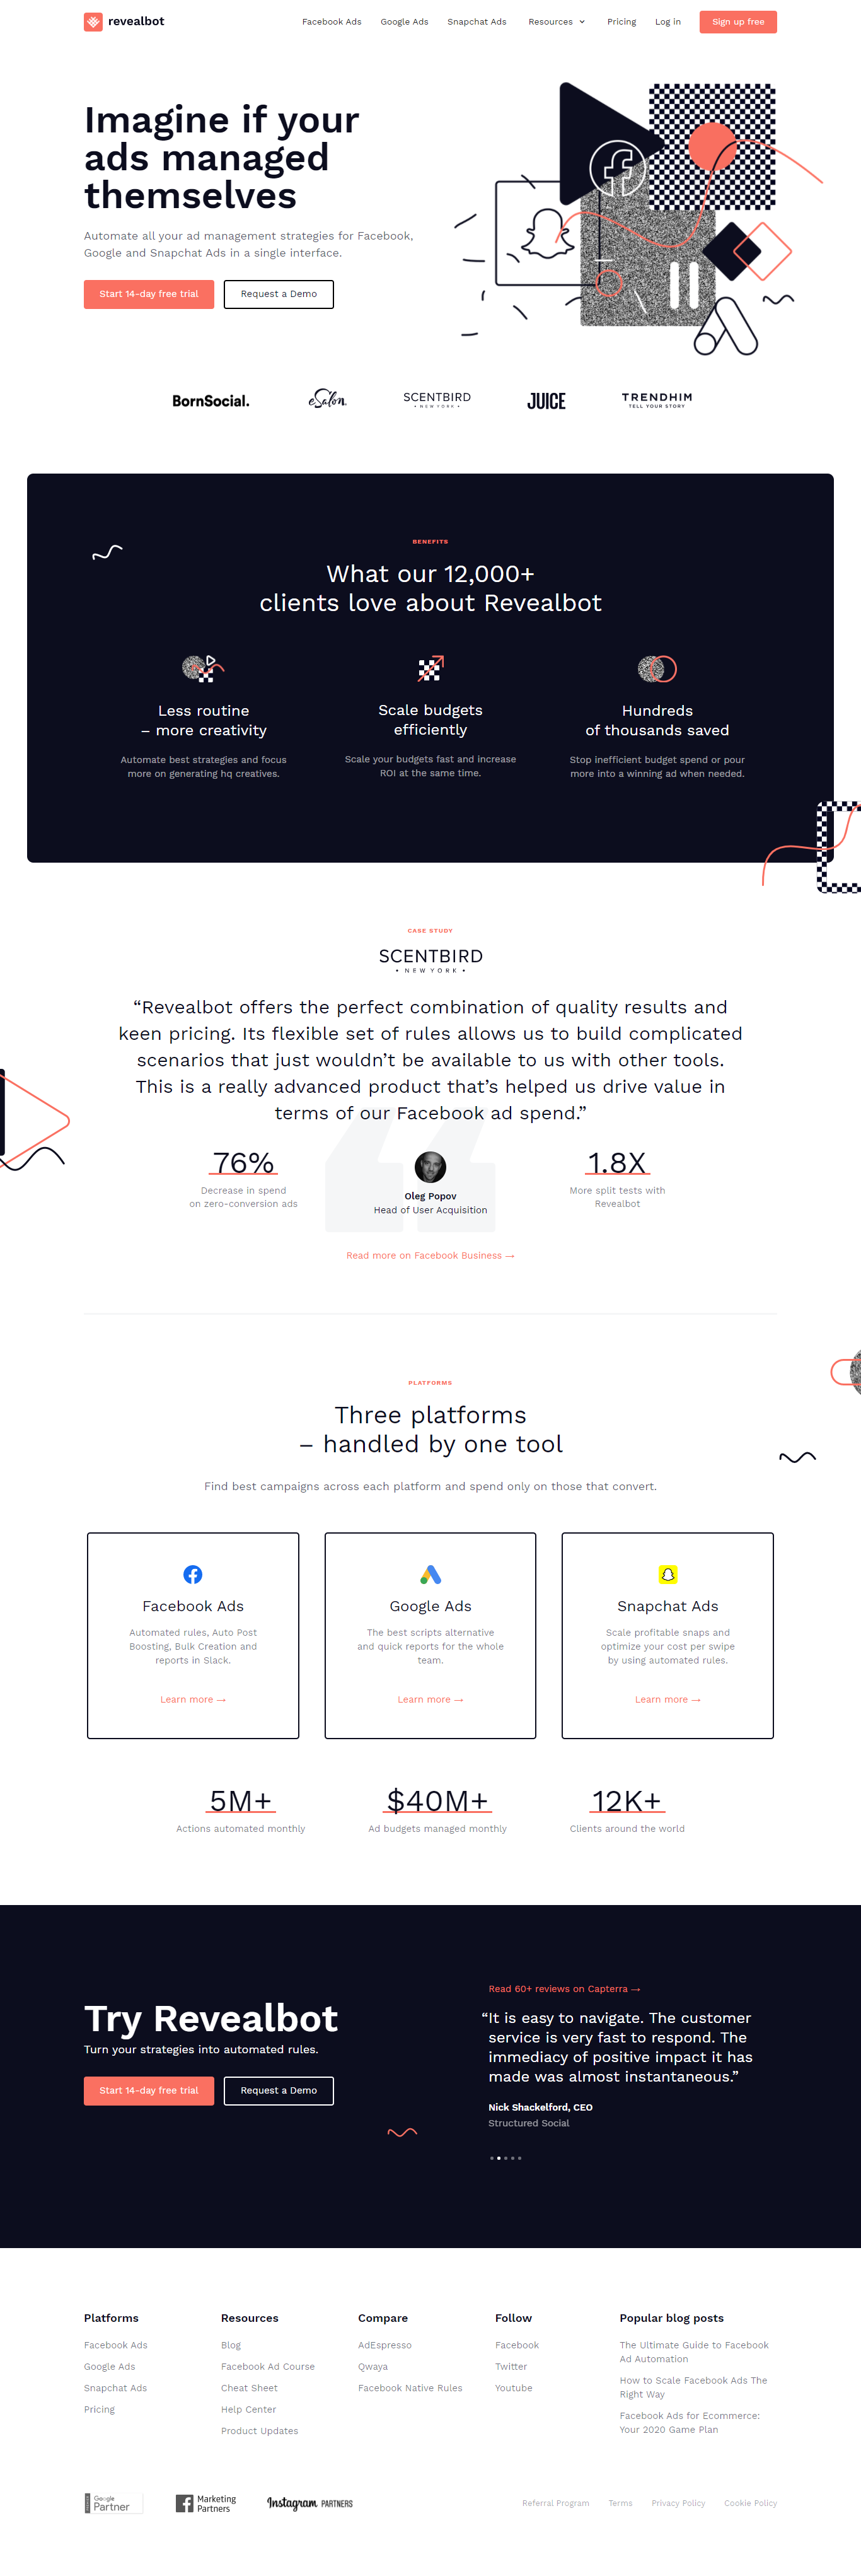 revealbot
Facebook Ads
Google Ads
Snapchat Ads
Resources
Pricing
Log in
Sign up free
Imagine if your
ads managed
themselves
Automate all your ad management strategies for Facebook,
Google and Snapchat Ads in a single interface.
Start 14-day free trial
Request a Demo
BornSocial.
eSalon
SCENTBIRD
• NEW YORK •
JUICE
TRENDHIM
TELL YOUR STORY
BENEFITS
What our 12,000+
clients love about Revealbot
Less routine
– more creativity
Automate best strategies and focus
more on generating hq creatives.
Scale budgets
efficiently
Scale your budgets fast and increase
ROI at the same time.
Hundreds
of thousands saved
Stop inefficient budget spend or pour
more into a winning ad when needed.
CASE STUDY
SCENTBIRD
• NEW YORK •
“Revealbot offers the perfect combination of quality results and
keen pricing. Its flexible set of rules allows us to build complicated
scenarios that just wouldn’t be available to us with other tools.
This is a really advanced product that’s helped us drive value in
terms of our Facebook ad spend.”
76%
Decrease in spend
on zero-conversion ads
Oleg Popov
Head of User Acquisition
1.8X
More split tests with
Revealbot
Read more on Facebook Business →
PLATFORMS
Three platforms
– handled by one tool
Find best campaigns across each platform and spend only on those that convert.
Facebook Ads
Automated rules, Auto Post
Boosting, Bulk Creation and
reports in Slack.
Learn more →
Google Ads
The best scripts alternative
and quick reports for the whole
team.
Learn more →
Snapchat Ads
Scale profitable snaps and
optimize your cost per swipe
by using automated rules.
Learn more →
5M+
Actions automated monthly
$40M+
Ad budgets managed monthly
12K+
Clients around the world
Try Revealbot
Turn your strategies into automated rules.
Start 14-day free trial
Request a Demo
Read 60+ reviews on Capterra →
“It is easy to navigate. The customer
service is very fast to respond. The
immediacy of positive impact it has
made was almost instantaneous.”
Nick Shackelford, CEO
Structured Social
Platforms
Facebook Ads
Google Ads
Snapchat Ads
Pricing
Resources
Blog
Facebook Ad Course
Cheat Sheet
Help Center
Product Updates
Compare
AdEspresso
Qwaya
Facebook Native Rules
Follow
Facebook
Twitter
Youtube
Popular blog posts
The Ultimate Guide to Facebook
Ad Automation
How to Scale Facebook Ads The
Right Way
Facebook Ads for Ecommerce:
Your 2020 Game Plan
Google
Partner
Marketing
Partners
Instagram PARTNERS
Referral Program
Terms
Privacy Policy
Cookie Policy